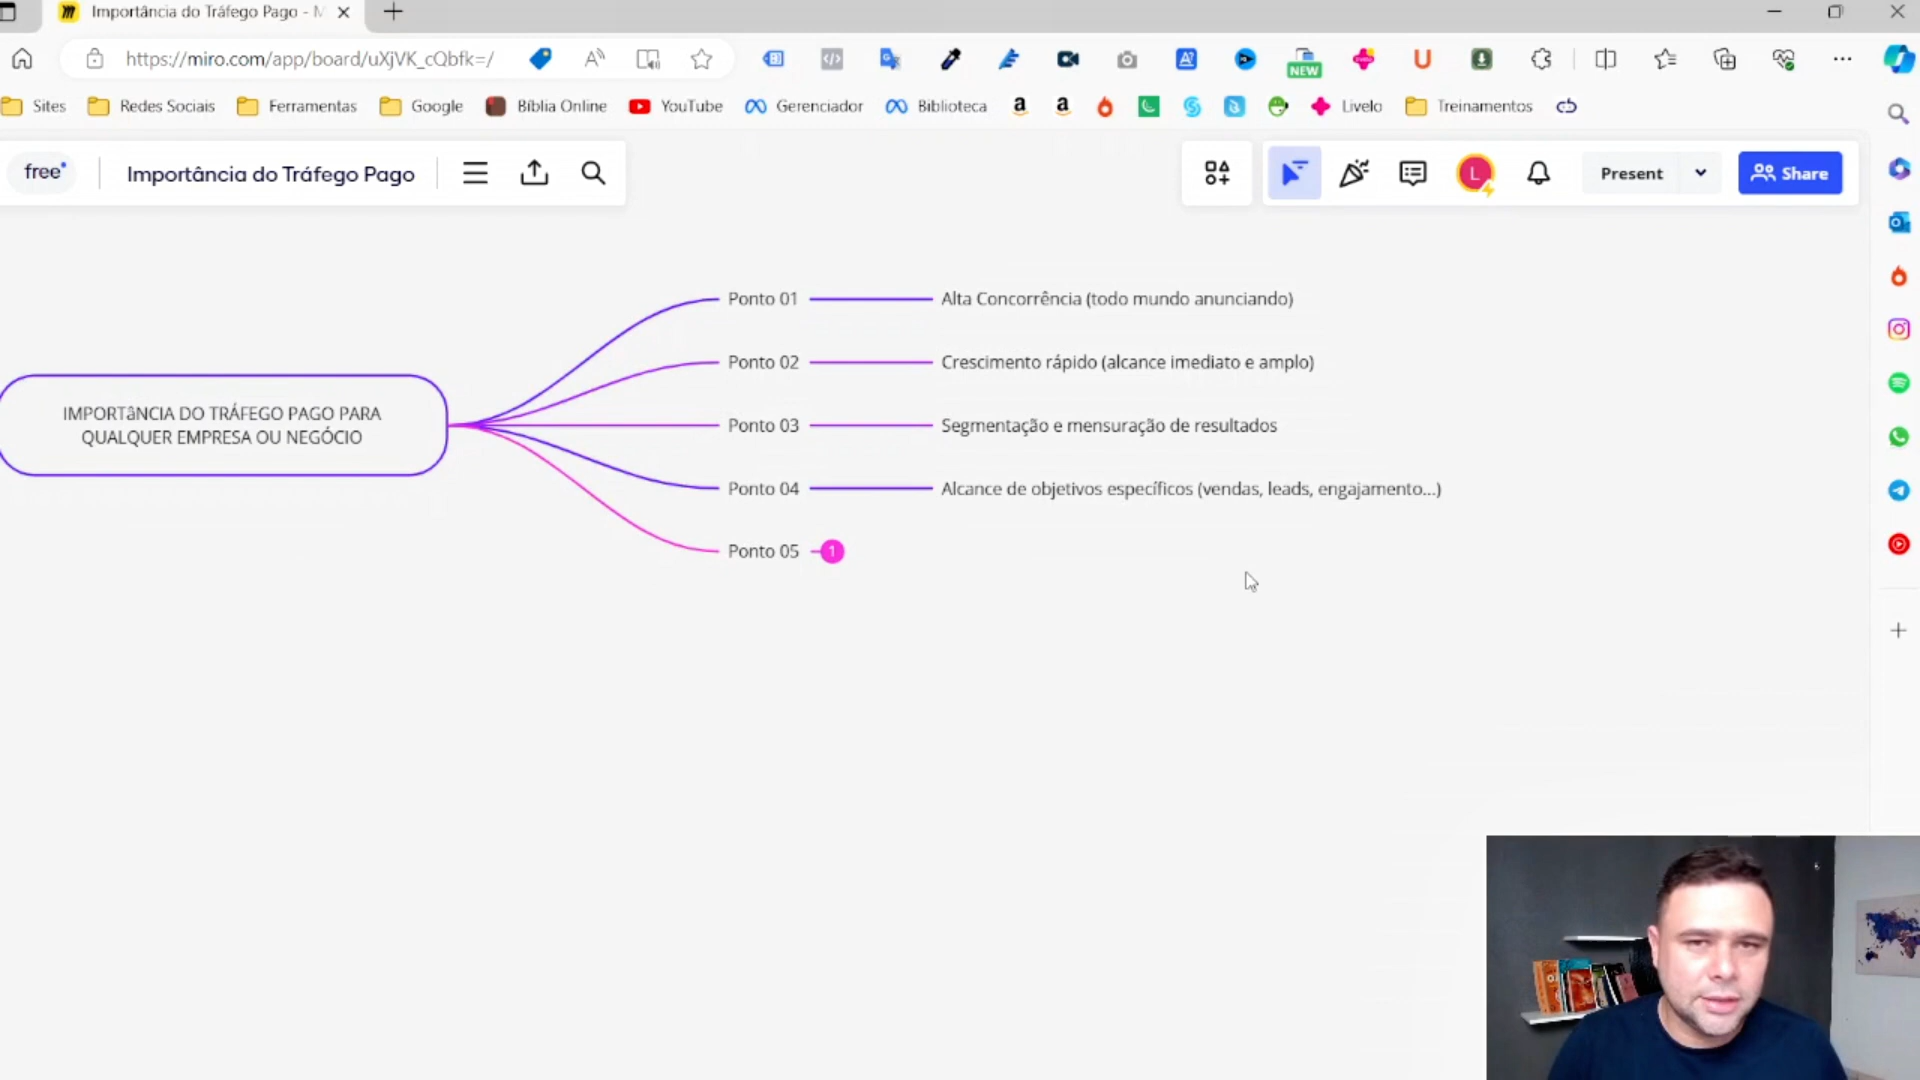 Importância do Tráfego Pago - M
https://miro.com/app/board/uXjVK_cQbfk=/
NEW
Sites
Redes Sociais
Ferramentas
Google
Bíblia Online
YouTube
Gerenciador
Biblioteca
Livelo
Treinamentos
free
Importância do Tráfego Pago
L
Present
Share
Ponto 01
Alta Concorrência (todo mundo anunciando)
Ponto 02
Crescimento rápido (alcance imediato e amplo)
IMPORTâNCIA DO TRÁFEGO PAGO PARA
QUALQUER EMPRESA OU NEGÓCIO
Ponto 03
Segmentação e mensuração de resultados
Ponto 04
Alcance de objetivos específicos (vendas, leads, engajamento...)
Ponto 05
1